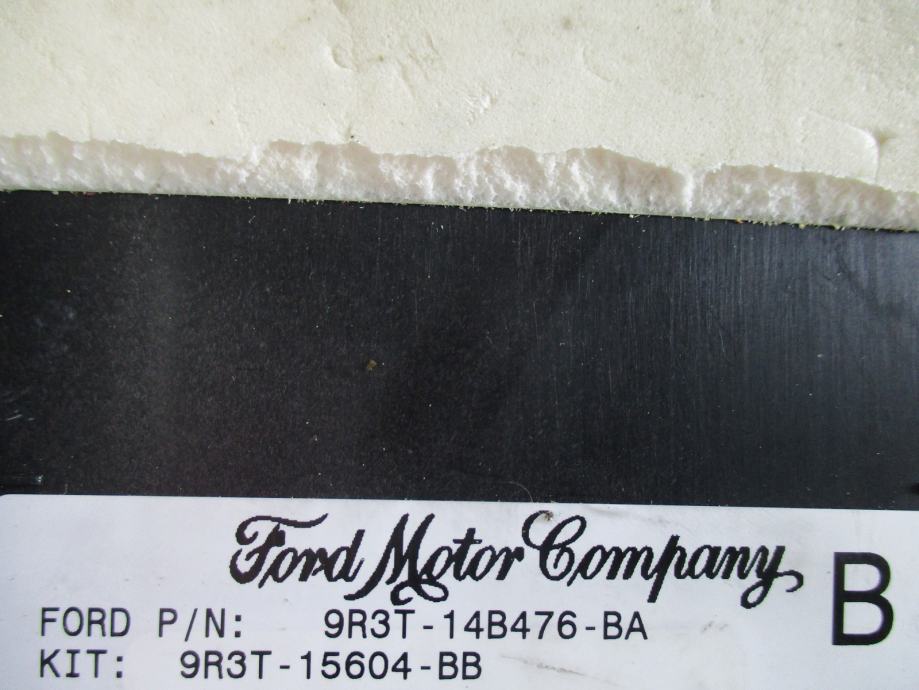 Ford Motor Company
B
FORD P/N: 9R3T-14B476-BA
KIT: 9R3T-15604-BB